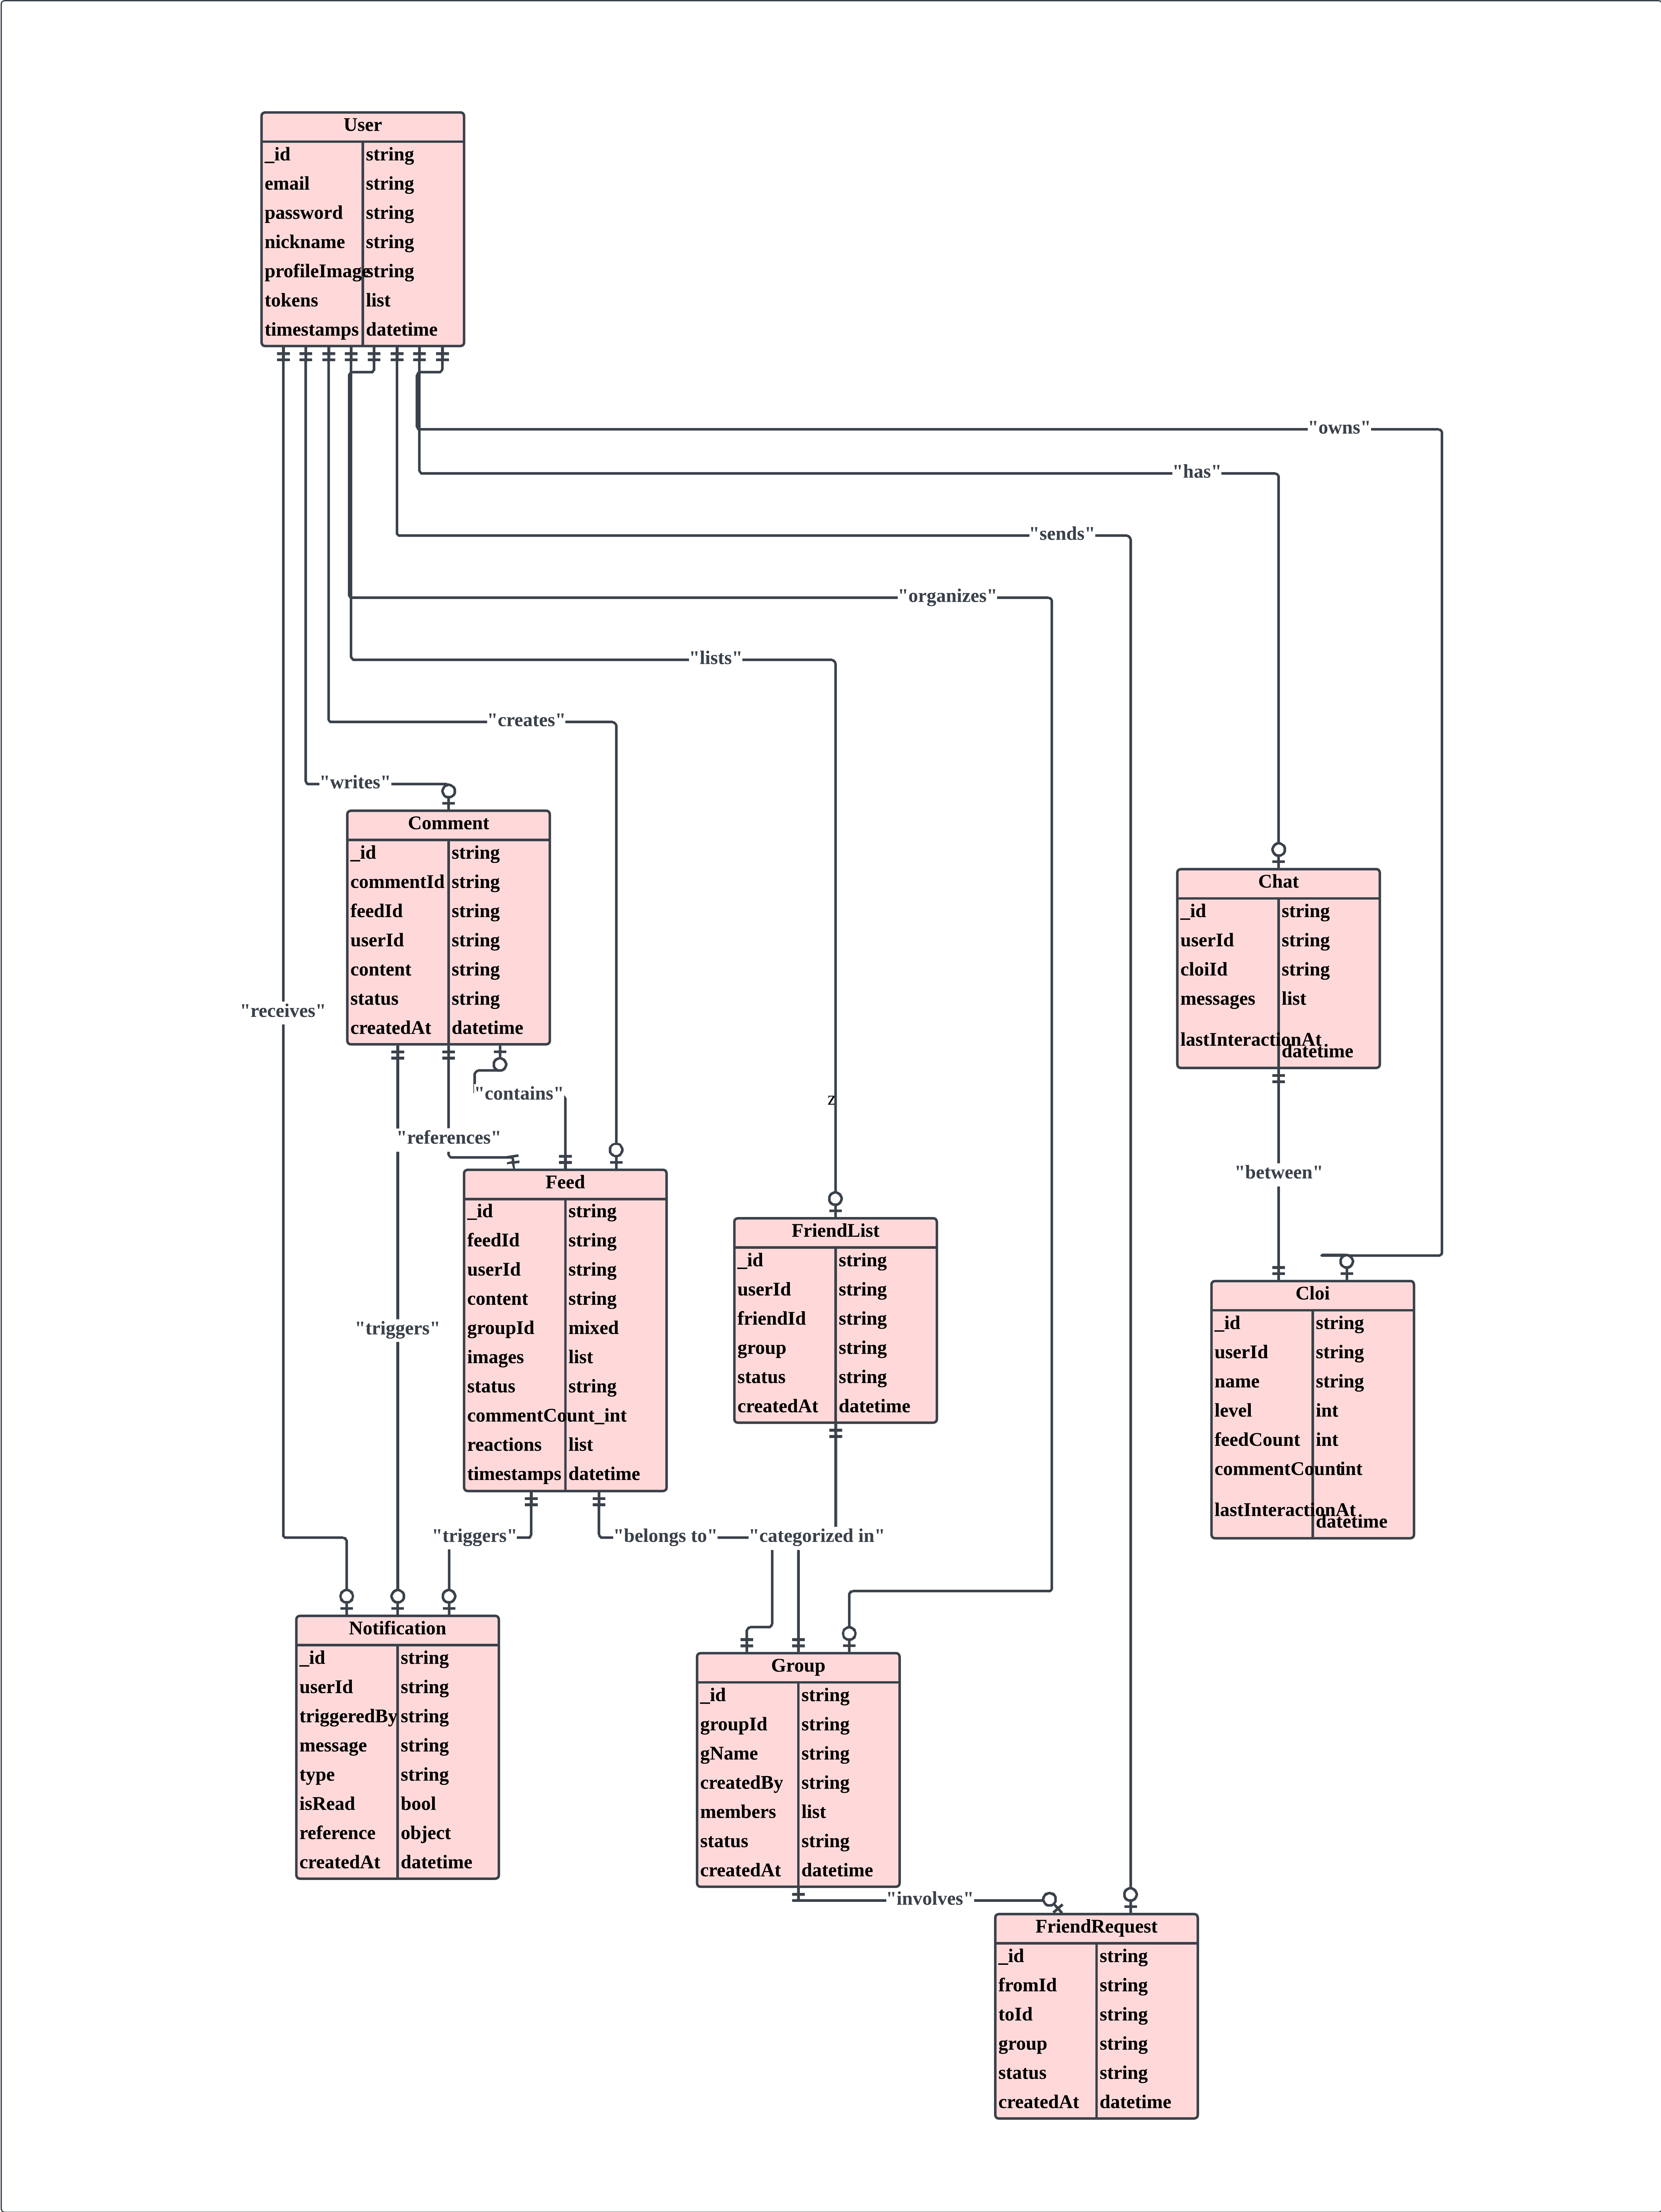 User
_id string
email string
password string
nickname string
profileImage string
tokens list
timestamps datetime
"owns"
"has"
"sends"
"organizes"
"lists"
"creates"
"writes"
Comment
_id string
commentId string
feedId string
userId string
content string
status string
createdAt datetime
Chat
_id string
userId string
cloiId string
messages list
lastInteractionAt datetime
"receives"
"contains"
z
"references"
"between"
Feed
_id string
feedId string
userId string
content string
groupId mixed
images list
status string
commentCount_int
reactions list
timestamps datetime
FriendList
_id string
userId string
friendId string
group string
status string
createdAt datetime
Cloi
_id string
userId string
name string
level int
feedCount int
commentCount int
lastInteractionAt datetime
"triggers"
"triggers"
"belongs to"
"categorized in"
Notification
_id string
userId string
triggeredBy string
message string
type string
isRead bool
reference object
createdAt datetime
Group
_id string
groupId string
gName string
createdBy string
members list
status string
createdAt datetime
"involves"
FriendRequest
_id string
fromId string
toId string
group string
status string
createdAt datetime